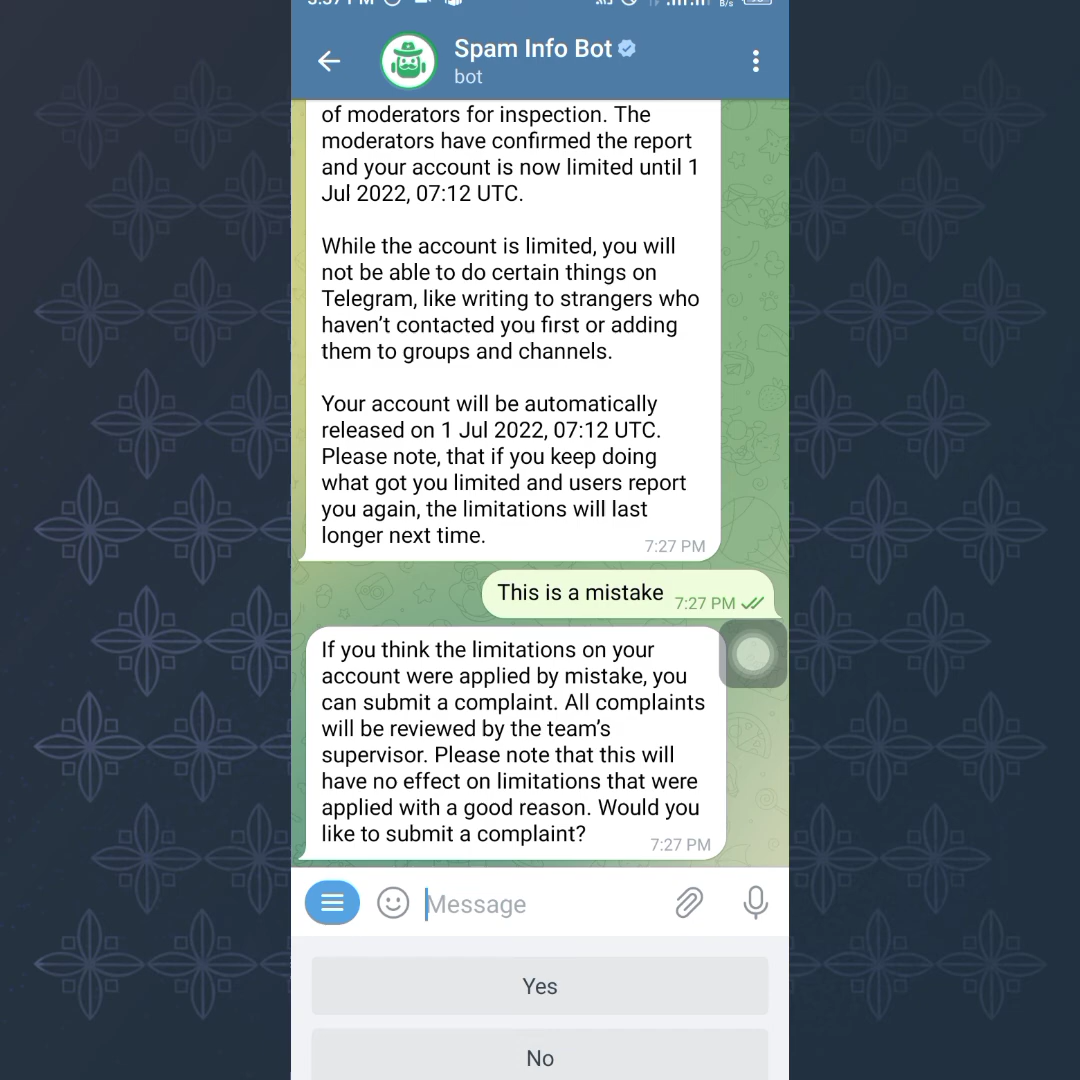 Spam Info Bot
bot
of moderators for inspection. The
moderators have confirmed the report
and your account is now limited until 1
Jul 2022, 07:12 UTC.
While the account is limited, you will
not be able to do certain things on
Telegram, like writing to strangers who
haven’t contacted you first or adding
them to groups and channels.
Your account will be automatically
released on 1 Jul 2022, 07:12 UTC.
Please note, that if you keep doing
what got you limited and users report
you again, the limitations will last
longer next time.
7:27 PM
This is a mistake
7:27 PM
If you think the limitations on your
account were applied by mistake, you
can submit a complaint. All complaints
will be reviewed by the team’s
supervisor. Please note that this will
have no effect on limitations that were
applied with a good reason. Would you
like to submit a complaint?
7:27 PM
Message
Yes
No